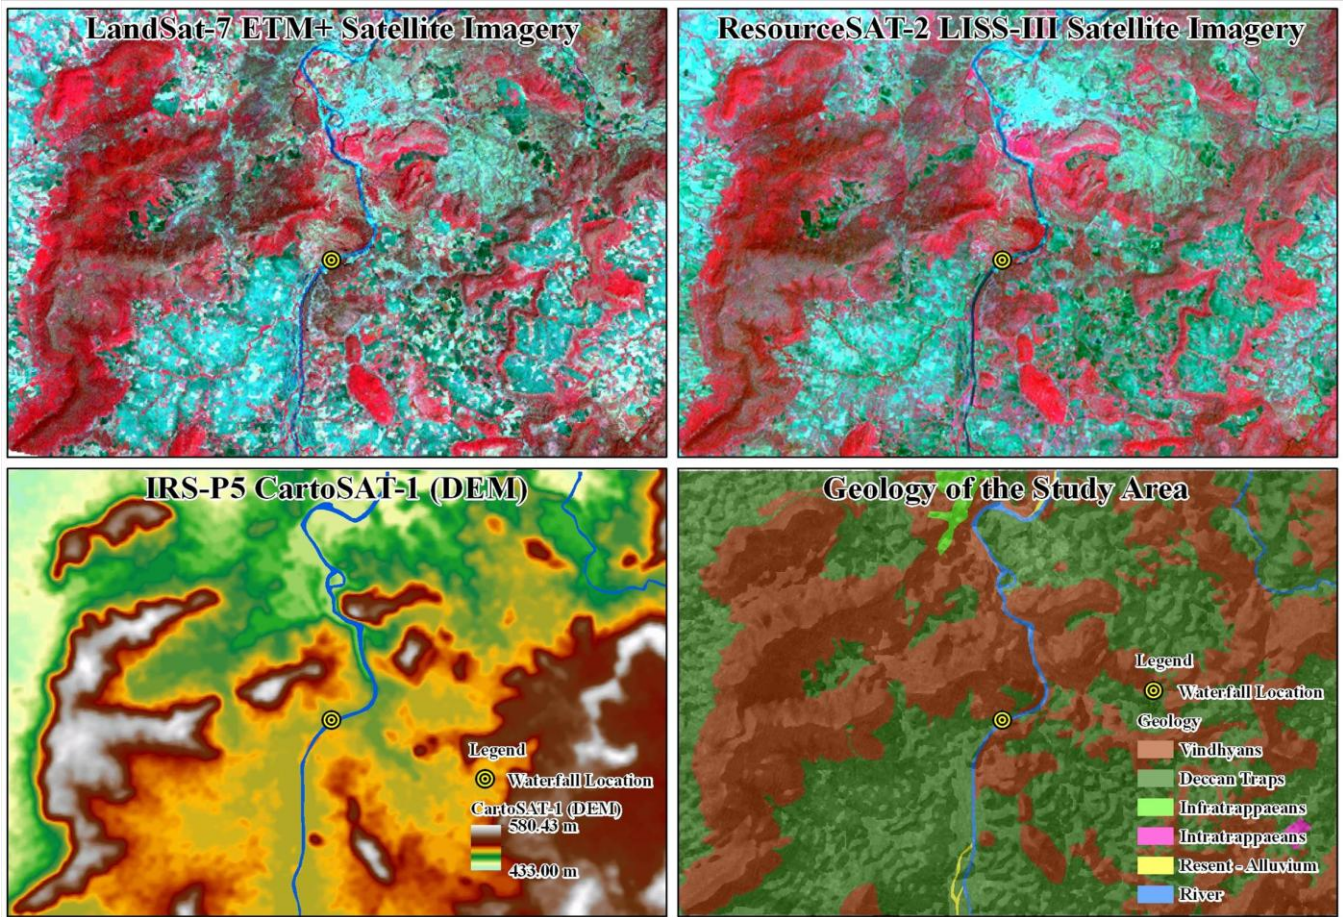 LandSat-7 ETM+ Satellite Imagery
ResourceSAT-2 LISS-III Satellite Imagery
IRS-P5 CartoSAT-1 (DEM)
Legend
Waterfall Location
CartoSAT-1 (DEM)
580.43 m
433.00 m
Geology of the Study Area
Legend
Waterfall Location
Geology
Vindhyans
Deccan Traps
Infratrappaeans
Intratrappaeans
Resent - Alluvium
River